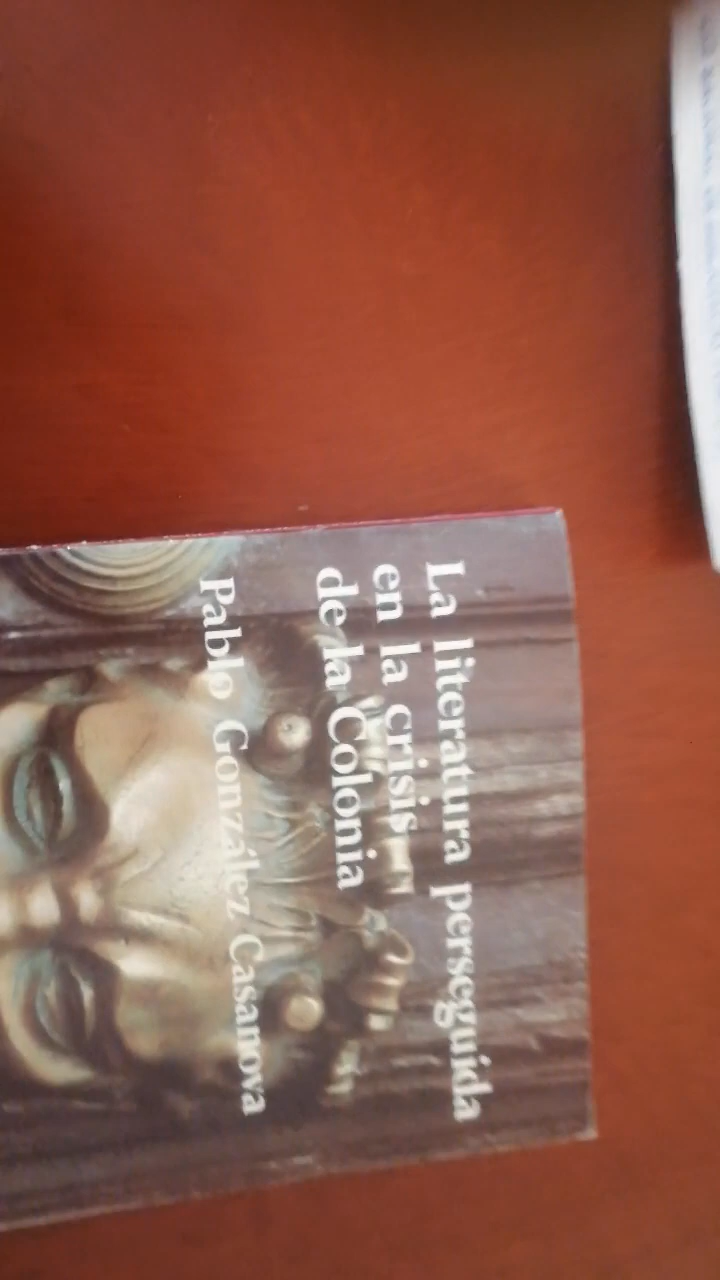 La literatura perseguida
en la crisis
de la Colonia
Pablo González Casanova